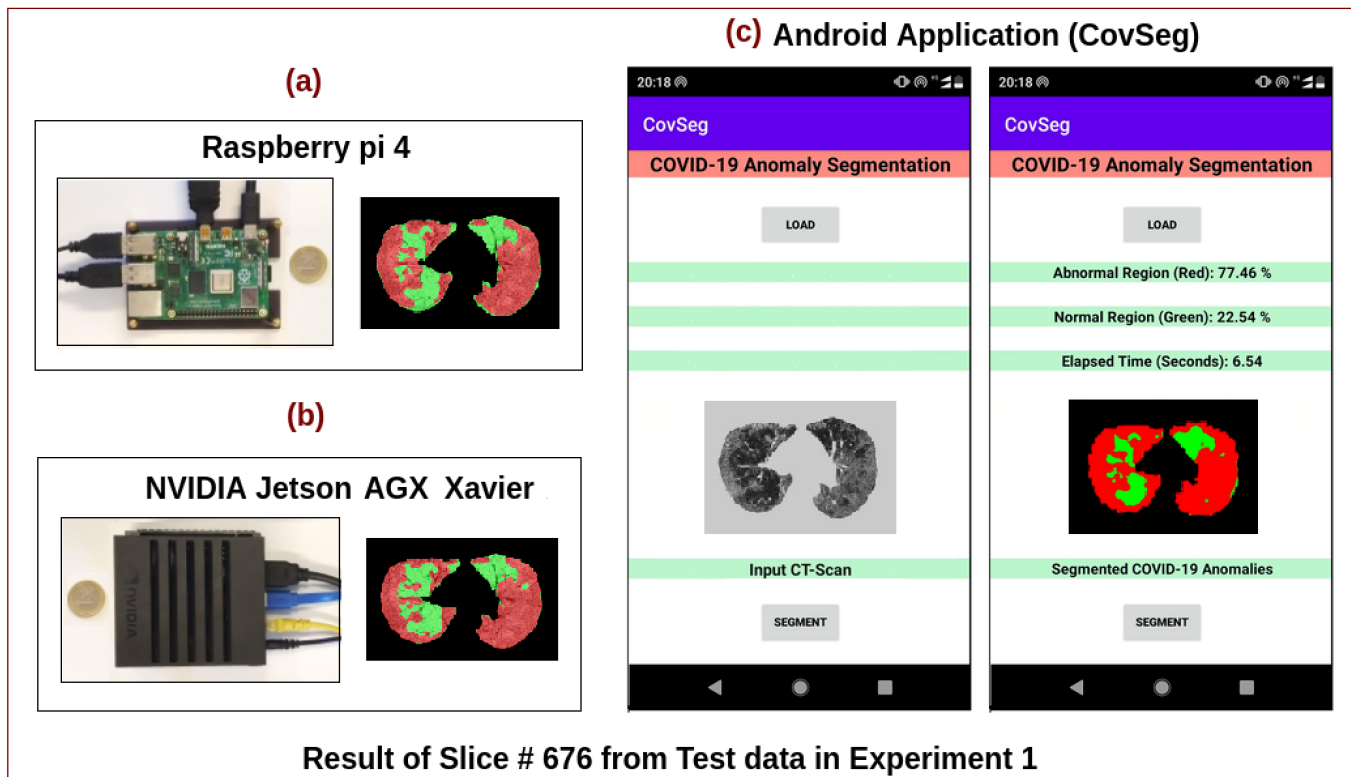 (a)
Raspberry pi 4
(b)
NVIDIA Jetson AGX Xavier
nVIDIA
(c) Android Application (CovSeg)
20:18
CovSeg
COVID-19 Anomaly Segmentation
LOAD
Input CT-Scan
SEGMENT
20:18
CovSeg
COVID-19 Anomaly Segmentation
LOAD
Abnormal Region (Red): 77.46 %
Normal Region (Green): 22.54 %
Elapsed Time (Seconds): 6.54
Segmented COVID-19 Anomalies
SEGMENT
Result of Slice # 676 from Test data in Experiment 1